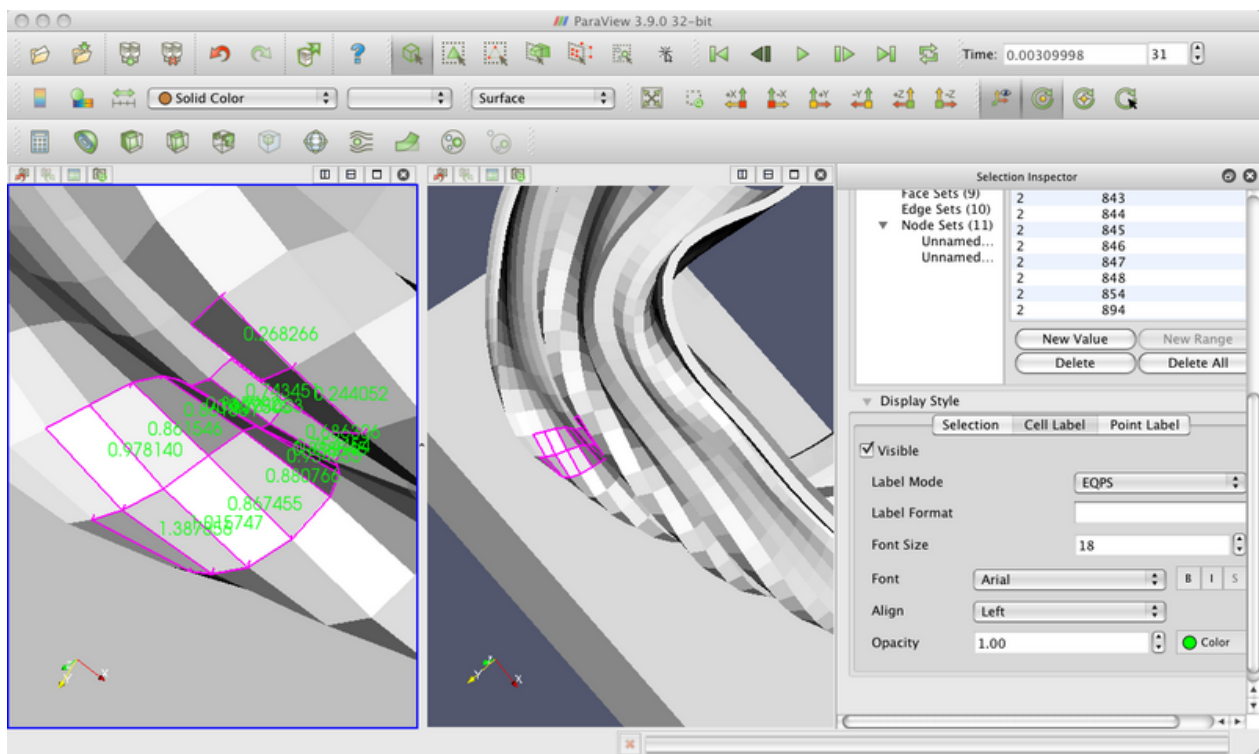 ParaView 3.9.0 32-bit
Time: 0.00309998 31
Solid Color Surface
+X -X +Y -Y +Z -Z
Selection Inspector
Face Sets (9)
Edge Sets (10)
Node Sets (11)
Unnamed...
Unnamed...
2 843
2 844
2 845
2 846
2 847
2 848
2 854
2 894
New Value New Range
Delete Delete All
Display Style
Selection Cell Label Point Label
Visible
Label Mode EQPS
Label Format
Font Size 18
Font Arial B I S
Align Left
Opacity 1.00 Color
0.268266
0.244052
0.861546
0.978140
0.880766
0.867455
X
Y
Z
X
Y